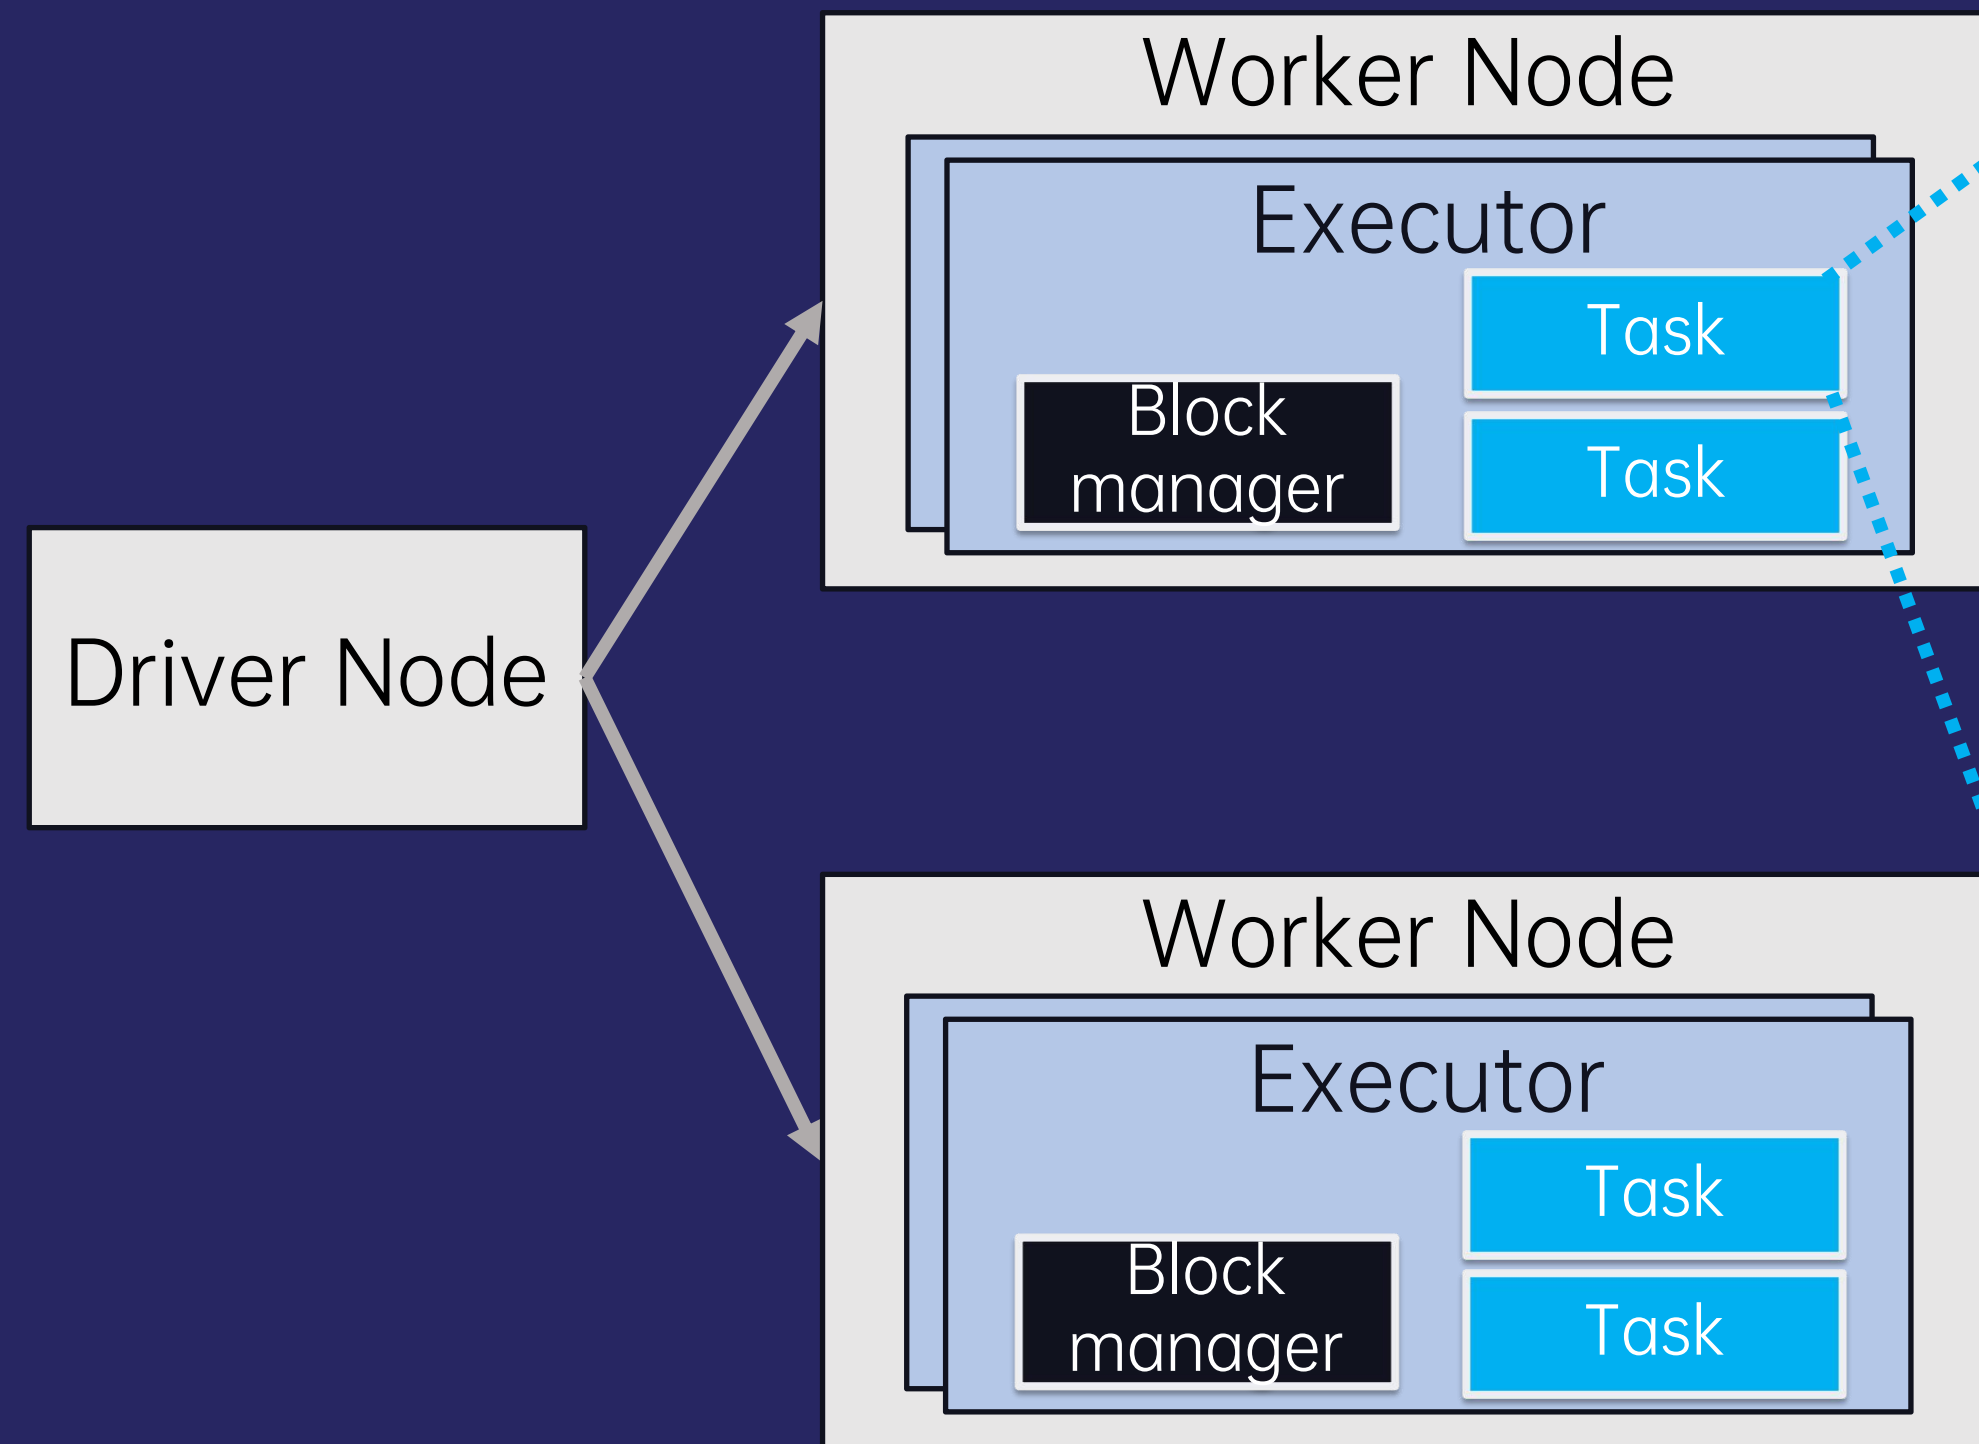 Worker Node
Executor
Task
Block
manager
Task
Driver Node
Worker Node
Executor
Task
Block
manager
Task